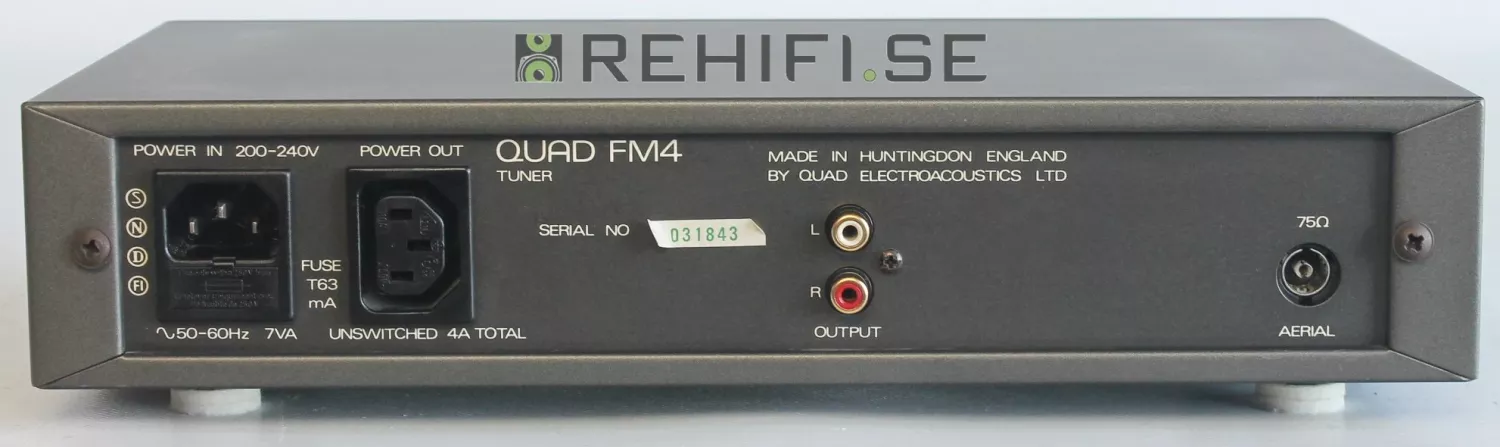 REHIFI.SE
POWER IN 200-240V
POWER OUT
QUAD FM4
TUNER
MADE IN HUNTINGDON ENGLAND
BY QUAD ELECTROACOUSTICS LTD
S
N
D
FI
FUSE
T63
mA
SERIAL NO 031843
L
R
OUTPUT
75Ω
AERIAL
∿50-60Hz 7VA
UNSWITCHED 4A TOTAL